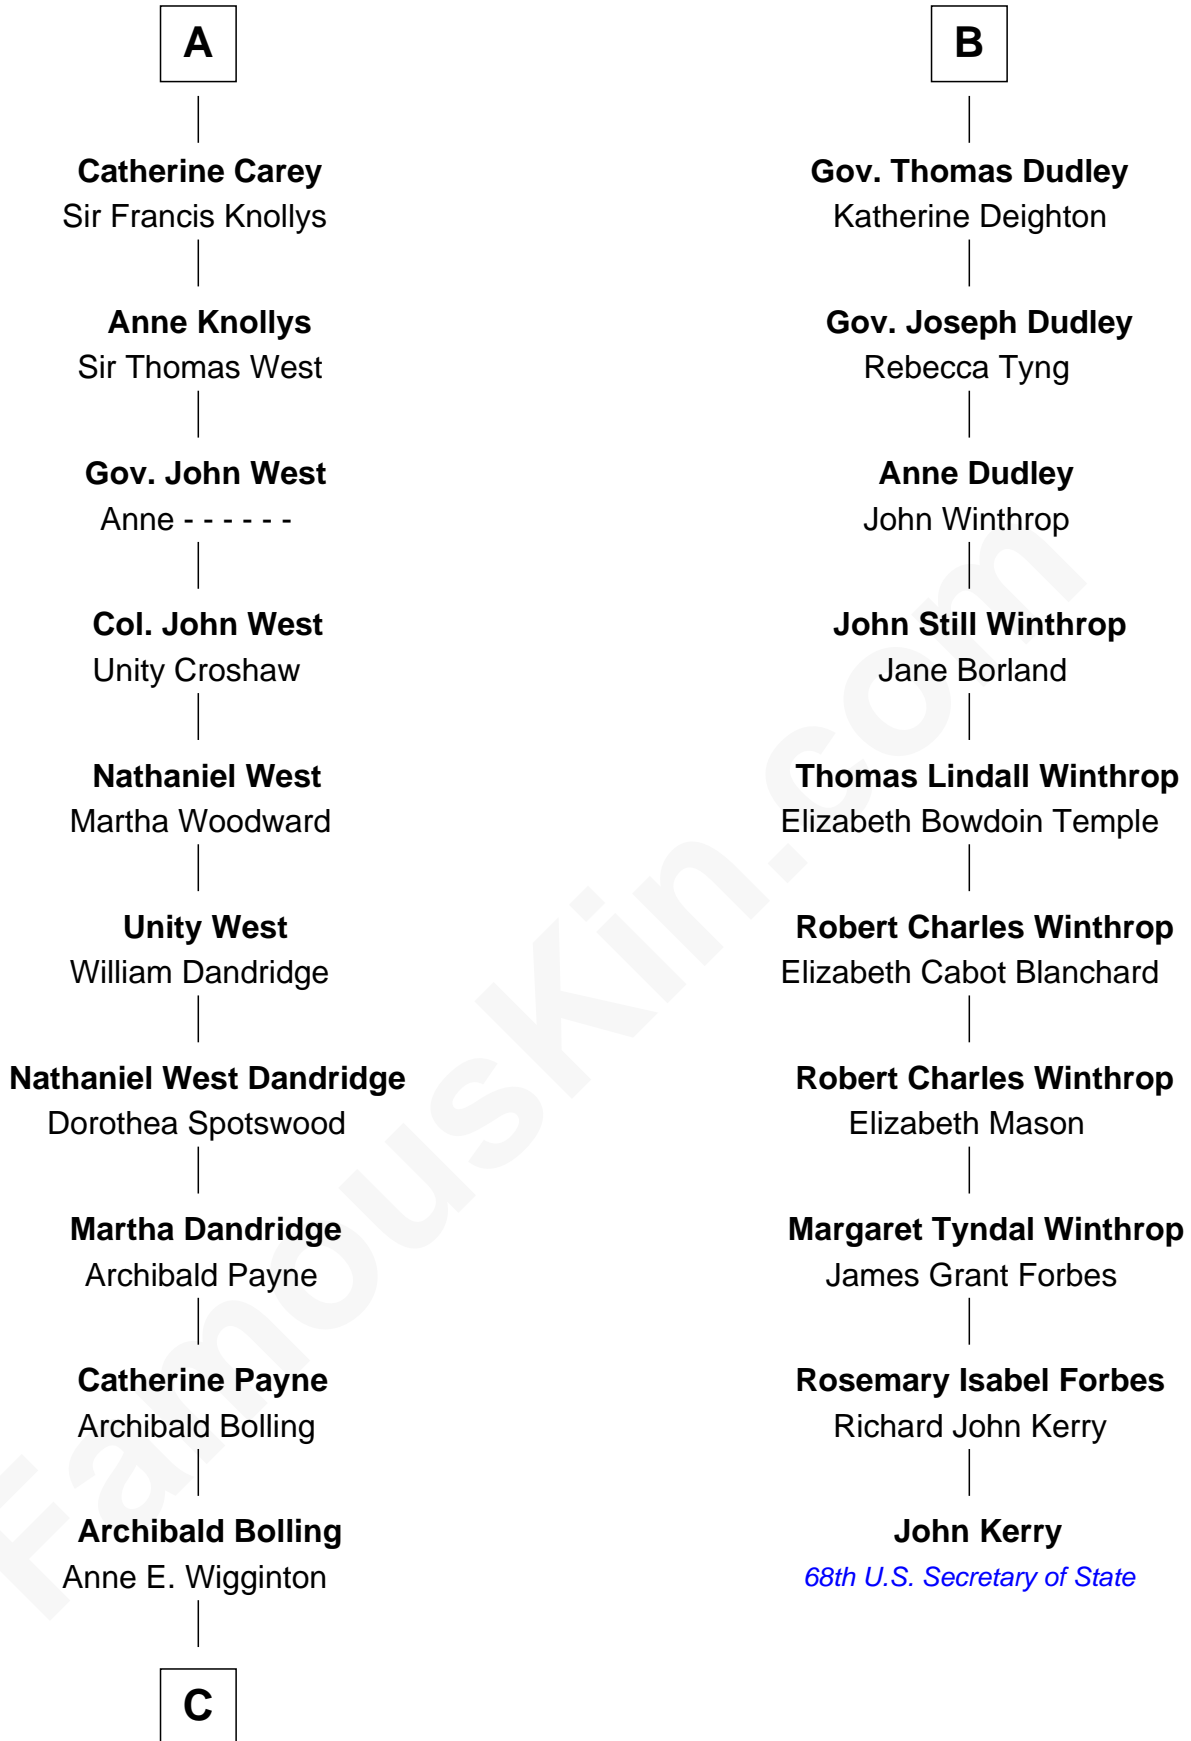 A
Catherine Carey
Sir Francis Knollys
Anne Knollys
Sir Thomas West
Gov. John West
Anne - - - - - -
Col. John West
Unity Croshaw
Nathaniel West
Martha Woodward
Unity West
William Dandridge
Nathaniel West Dandridge
Dorothea Spotswood
Martha Dandridge
Archibald Payne
Catherine Payne
Archibald Bolling
Archibald Bolling
Anne E. Wigginton
C
B
Gov. Thomas Dudley
Katherine Deighton
Gov. Joseph Dudley
Rebecca Tyng
Anne Dudley
John Winthrop
John Still Winthrop
Jane Borland
Thomas Lindall Winthrop
Elizabeth Bowdoin Temple
Robert Charles Winthrop
Elizabeth Cabot Blanchard
Robert Charles Winthrop
Elizabeth Mason
Margaret Tyndal Winthrop
James Grant Forbes
Rosemary Isabel Forbes
Richard John Kerry
John Kerry
68th U.S. Secretary of State
FamousKin.com